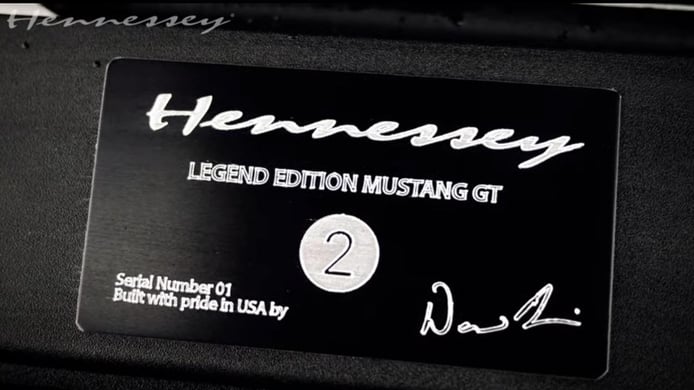 Hennessey
Hennessey
LEGEND EDITION MUSTANG GT
2
Serial Number 01
Built with pride in USA by